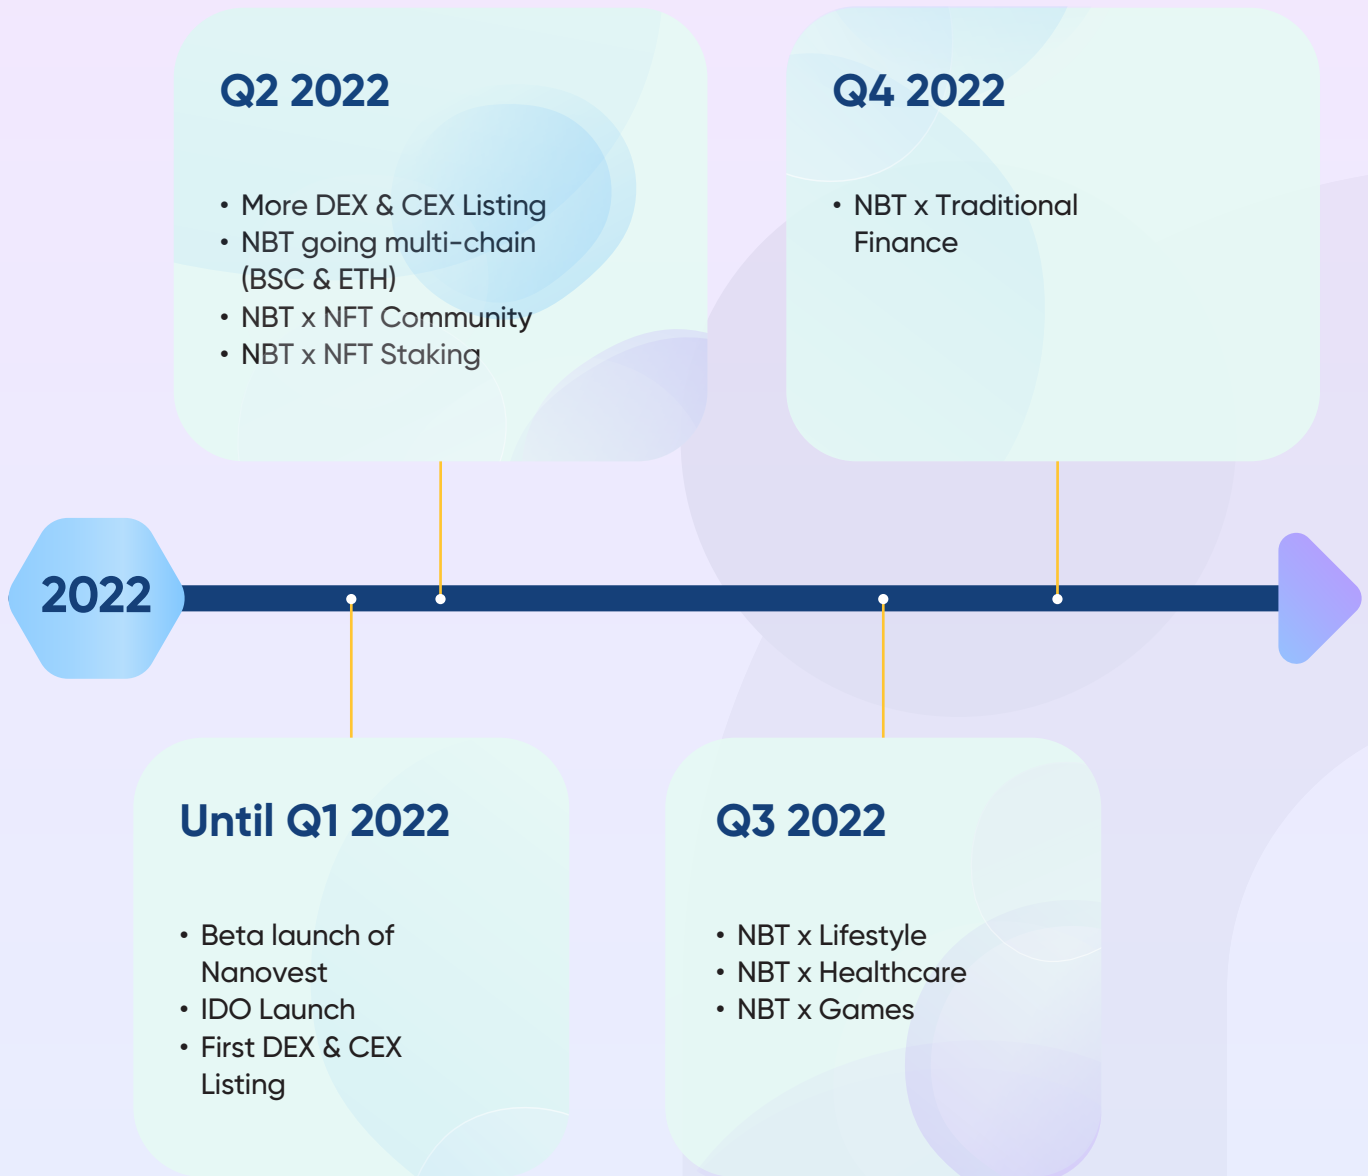 Q2 2022
• More DEX & CEX Listing
• NBT going multi-chain
(BSC & ETH)
• NBT x NFT Community
• NBT x NFT Staking
Q4 2022
• NBT x Traditional
Finance
2022
Until Q1 2022
• Beta launch of
Nanovest
• IDO Launch
• First DEX & CEX
Listing
Q3 2022
• NBT x Lifestyle
• NBT x Healthcare
• NBT x Games